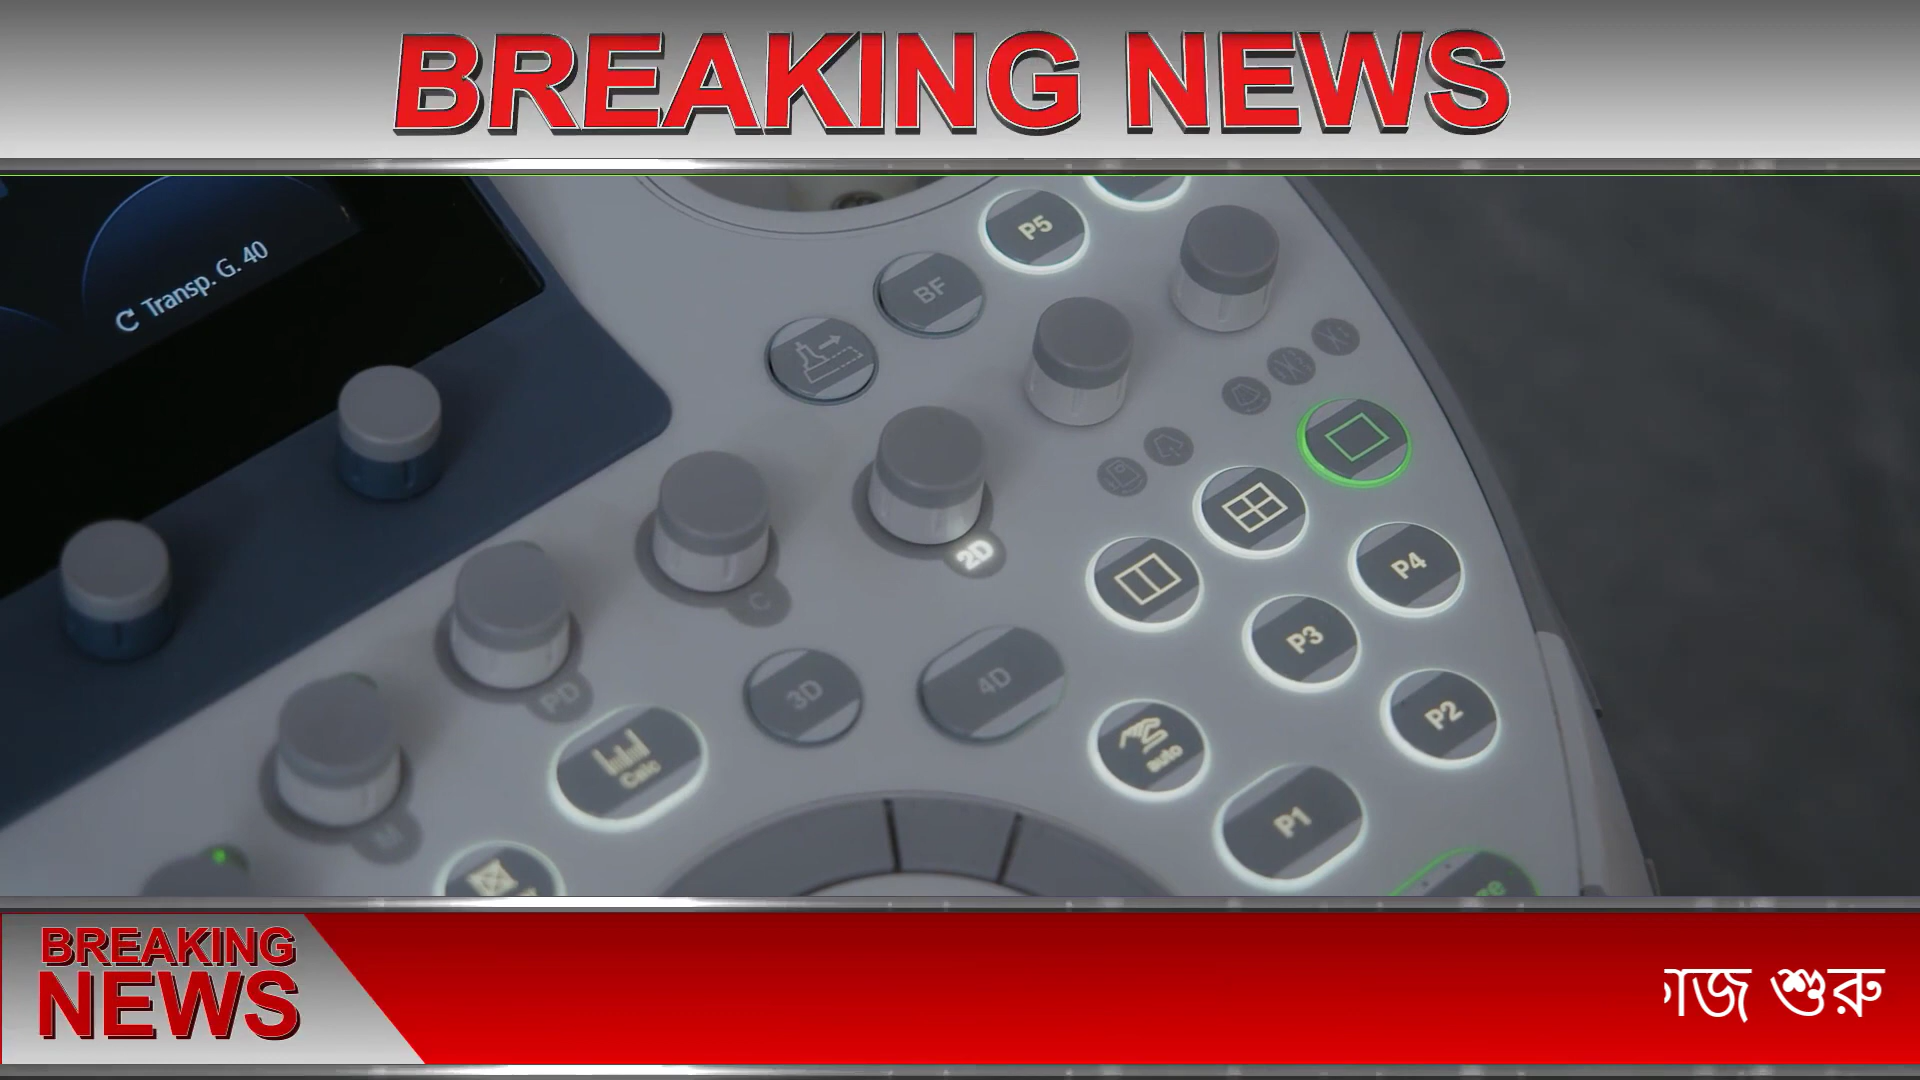 BREAKING NEWS
Transp. G. 40
P5
BF
2D
C
P4
P3
PD
3D
4D
P2
Calc
auto
P1
M
BREAKING
NEWS
শুরু